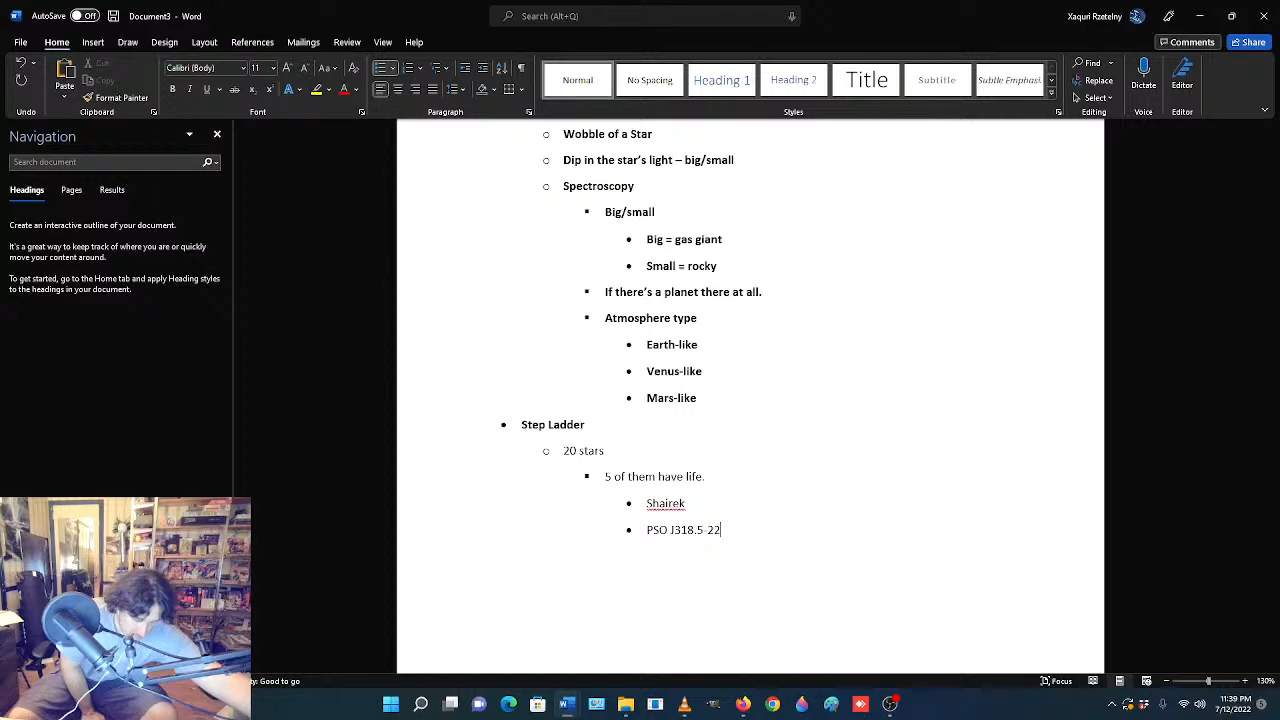 AutoSave Off Document3 - Word Search (Alt+Q) Xaquri Rzetelny
File Home Insert Draw Design Layout References Mailings Review View Help Comments Share
Paste Cut Copy Format Painter
Calibri (Body) 11
Normal No Spacing Heading 1 Heading 2 Title Subtitle Subtle Emphasis
Find Replace Select Dictate Editor
Undo Clipboard Font Paragraph Styles Editing Voice Editor
Navigation
Search document
Headings Pages Results
Create an interactive outline of your document.
It's a great way to keep track of where you are or quickly
move your content around.
To get started, go to the Home tab and apply Heading styles
to the headings in your document.
Wobble of a Star
Dip in the star's light – big/small
Spectroscopy
Big/small
Big = gas giant
Small = rocky
If there's a planet there at all.
Atmosphere type
Earth-like
Venus-like
Mars-like
Step Ladder
20 stars
5 of them have life.
Shairek
PSO J318.5-22
ty: Good to go Focus 130%
11:39 PM
7/12/2022